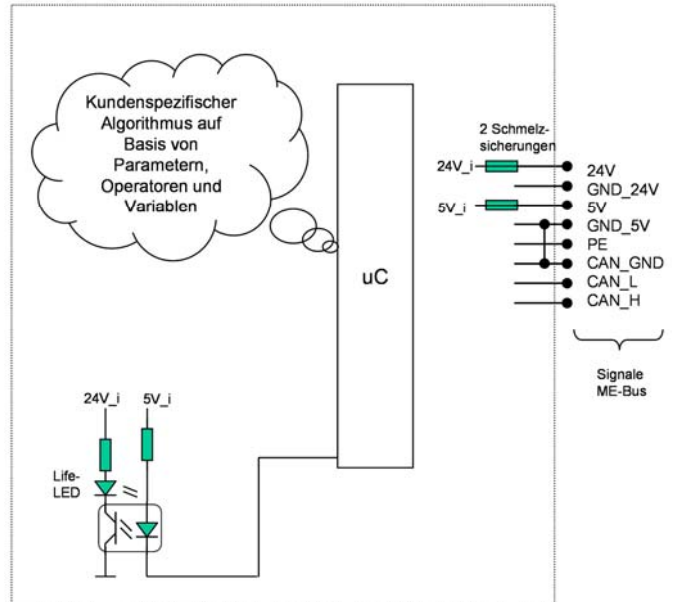 Kundenspezifischer
Algorithmus auf
Basis von
Parametern,
Operatoren und
Variablen
uC
2 Schmelz-
sicherungen
24V_i
5V_i
24V
GND_24V
5V
GND_5V
PE
CAN_GND
CAN_L
CAN_H
Signale
ME-Bus
24V_i 5V_i
Life-
LED